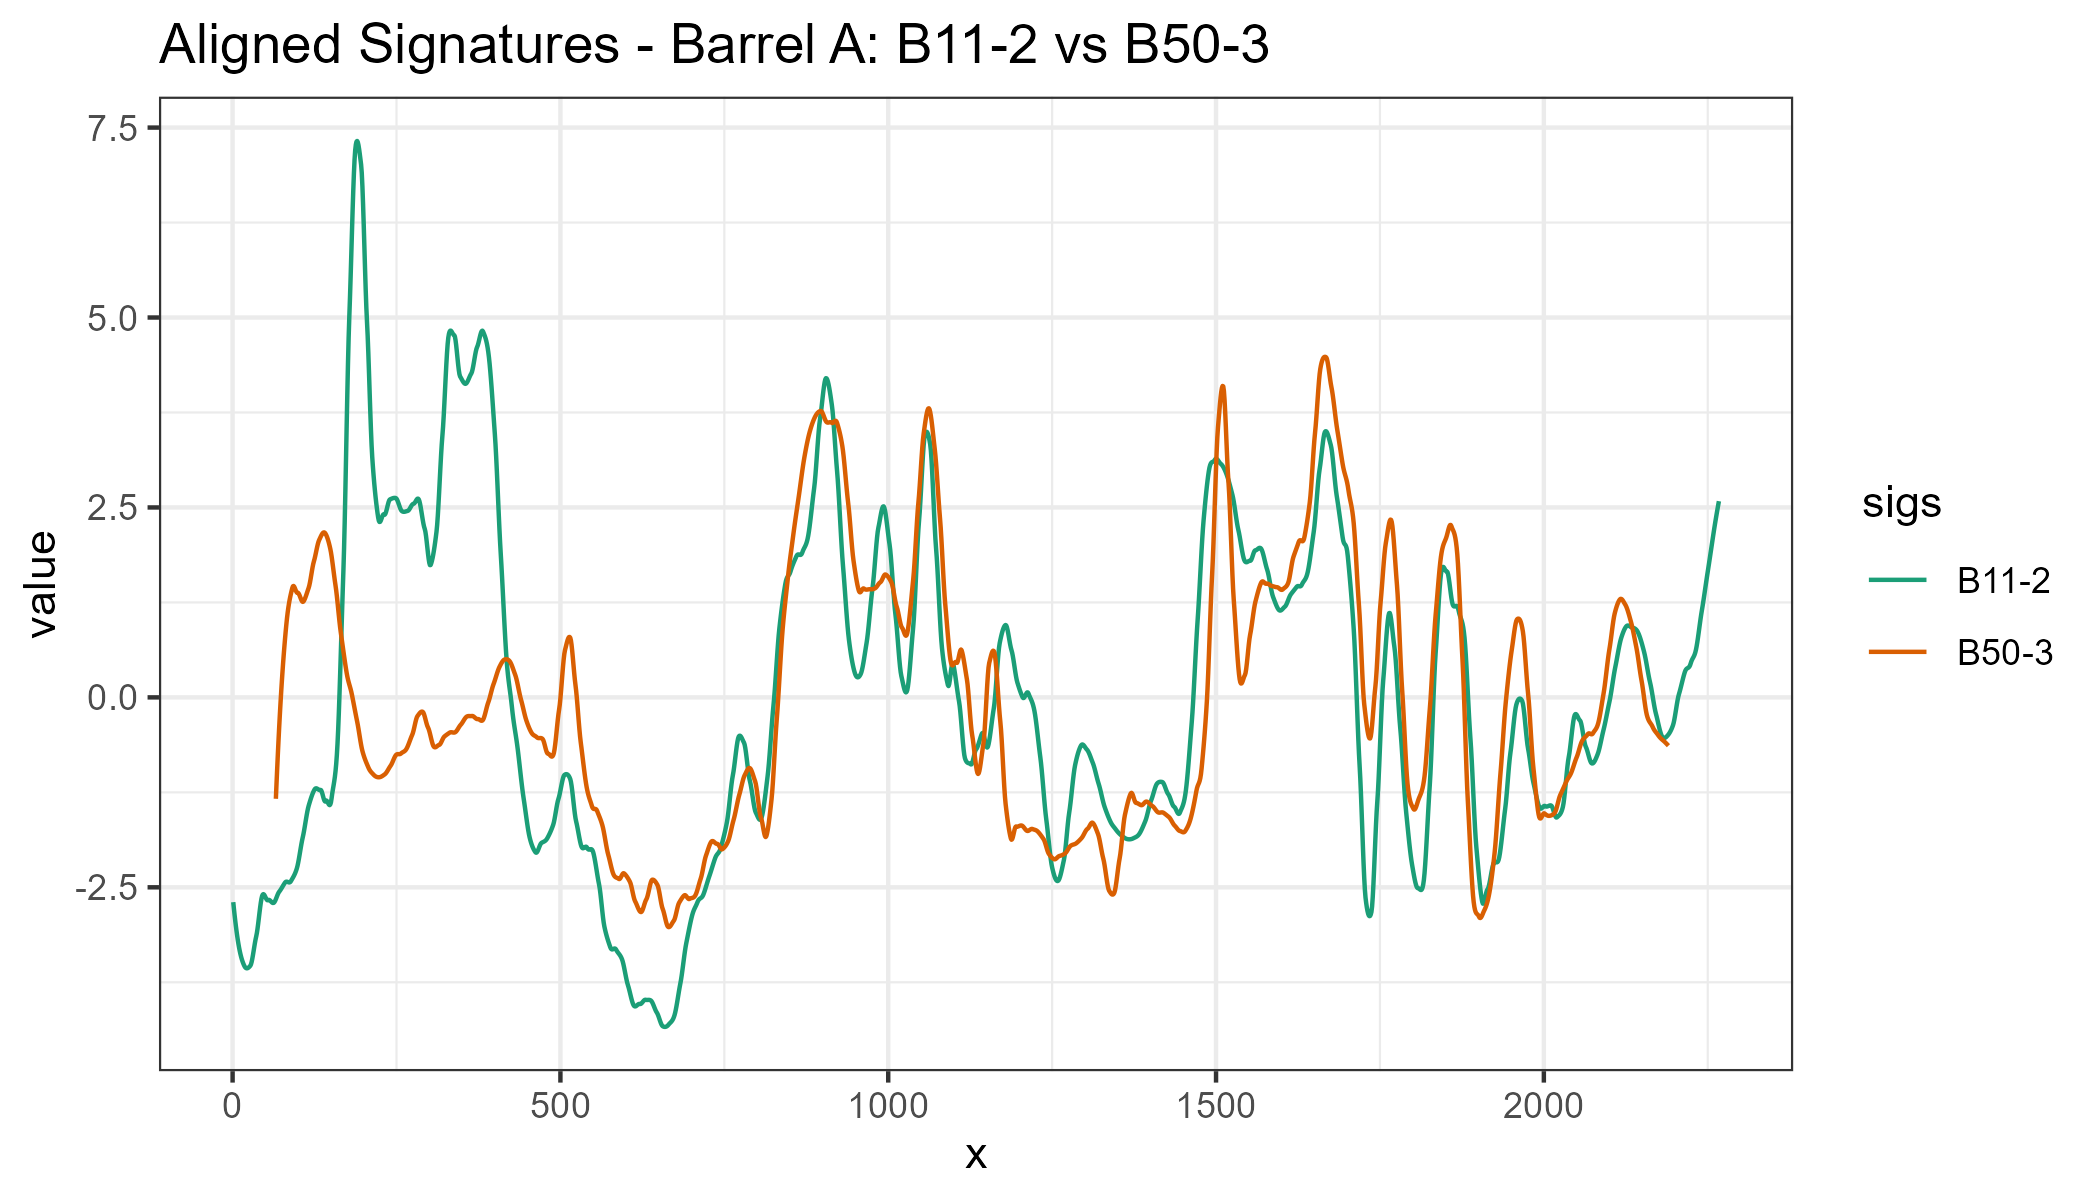 Aligned Signatures - Barrel A: B11-2 vs B50-3
7.5
5.0
2.5
0.0
-2.5
value
0 500 1000 1500 2000
x
sigs
B11-2
B50-3